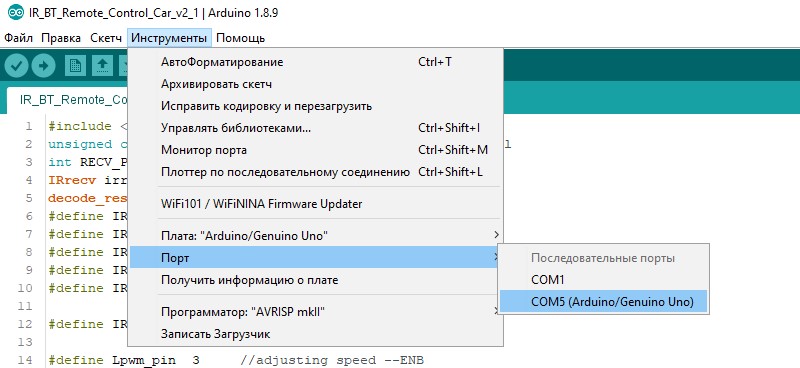 IR_BT_Remote_Control_Car_v2_1 | Arduino 1.8.9
Файл Правка Скетч Инструменты Помощь
АвтоФорматирование Ctrl+T
Архивировать скетч
Исправить кодировку и перезагрузить
Управлять библиотеками... Ctrl+Shift+I
Монитор порта Ctrl+Shift+M
Плоттер по последовательному соединению Ctrl+Shift+L
WiFi101 / WiFiNINA Firmware Updater
Плата: "Arduino/Genuino Uno"
Порт
Получить информацию о плате
Программатор: "AVRISP mkII"
Записать Загрузчик
Последовательные порты
COM1
COM5 (Arduino/Genuino Uno)
IR_BT_Remote_Co
1 #include <
2 unsigned c l
3 int RECV_P
4 IRrecv irr
5 decode_res
6 #define IR
7 #define IR
8 #define IR
9 #define IR
10 #define IR
11
12 #define IR
13
14 #define Lpwm_pin 3 //adjusting speed --ENB